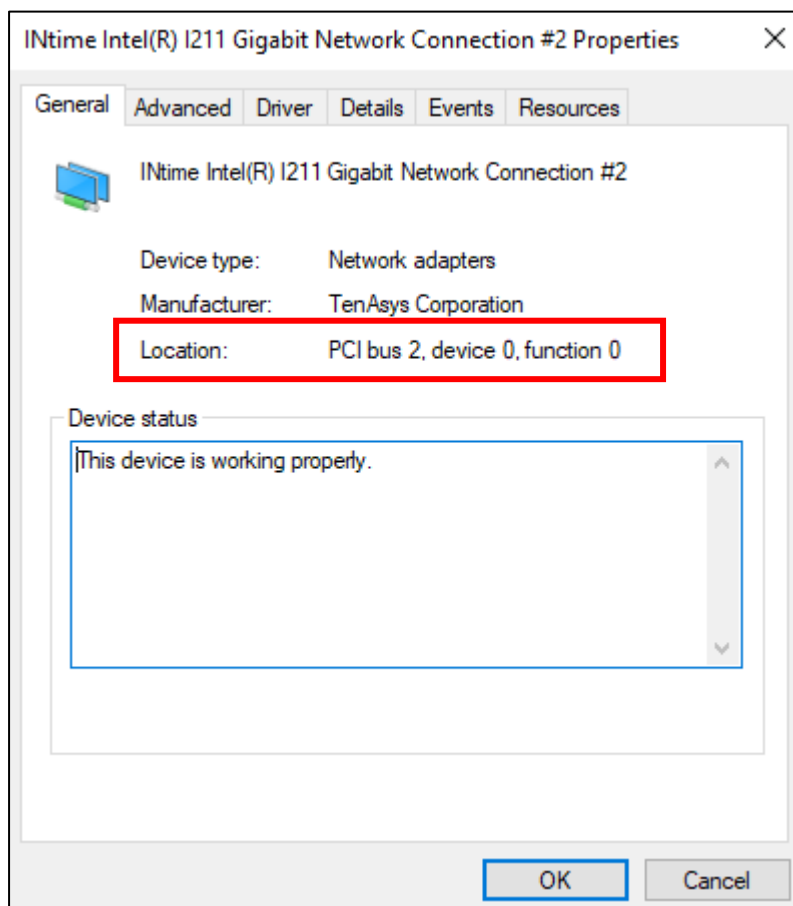 INtime Intel(R) I211 Gigabit Network Connection #2 Properties
General Advanced Driver Details Events Resources
INtime Intel(R) I211 Gigabit Network Connection #2
Device type: Network adapters
Manufacturer: TenAsys Corporation
Location: PCI bus 2, device 0, function 0
Device status
This device is working properly.
OK Cancel